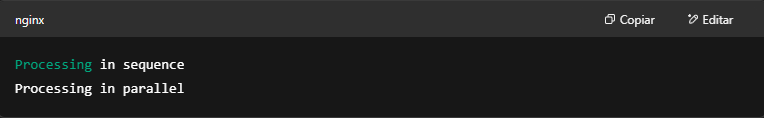 nginx Copiar Editar
Processing in sequence
Processing in parallel